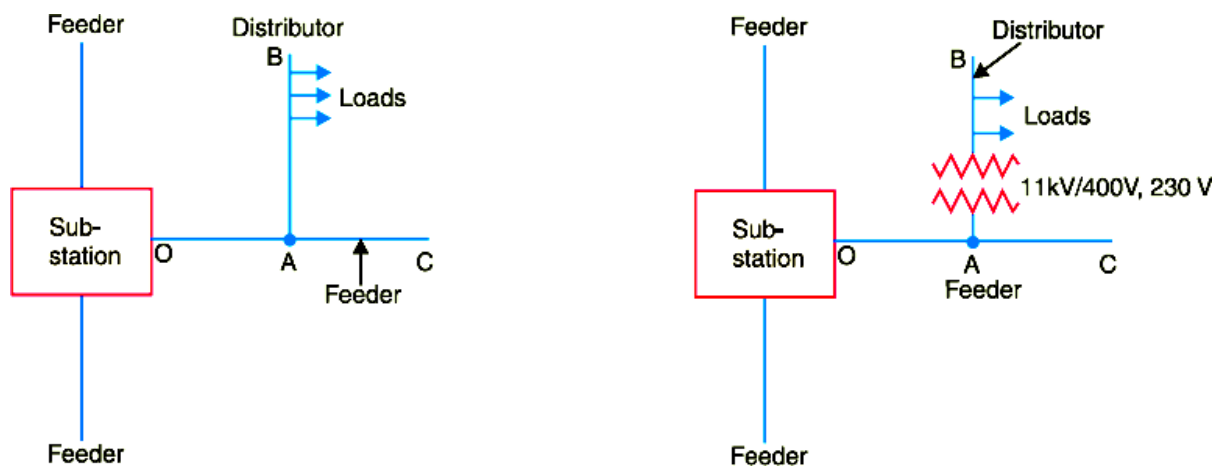 Feeder
Distributor
B
Loads
Sub-
station
O
A
C
Feeder
Feeder
Feeder
Distributor
B
Loads
11kV/400V, 230 V
Sub-
station
O
A
C
Feeder
Feeder